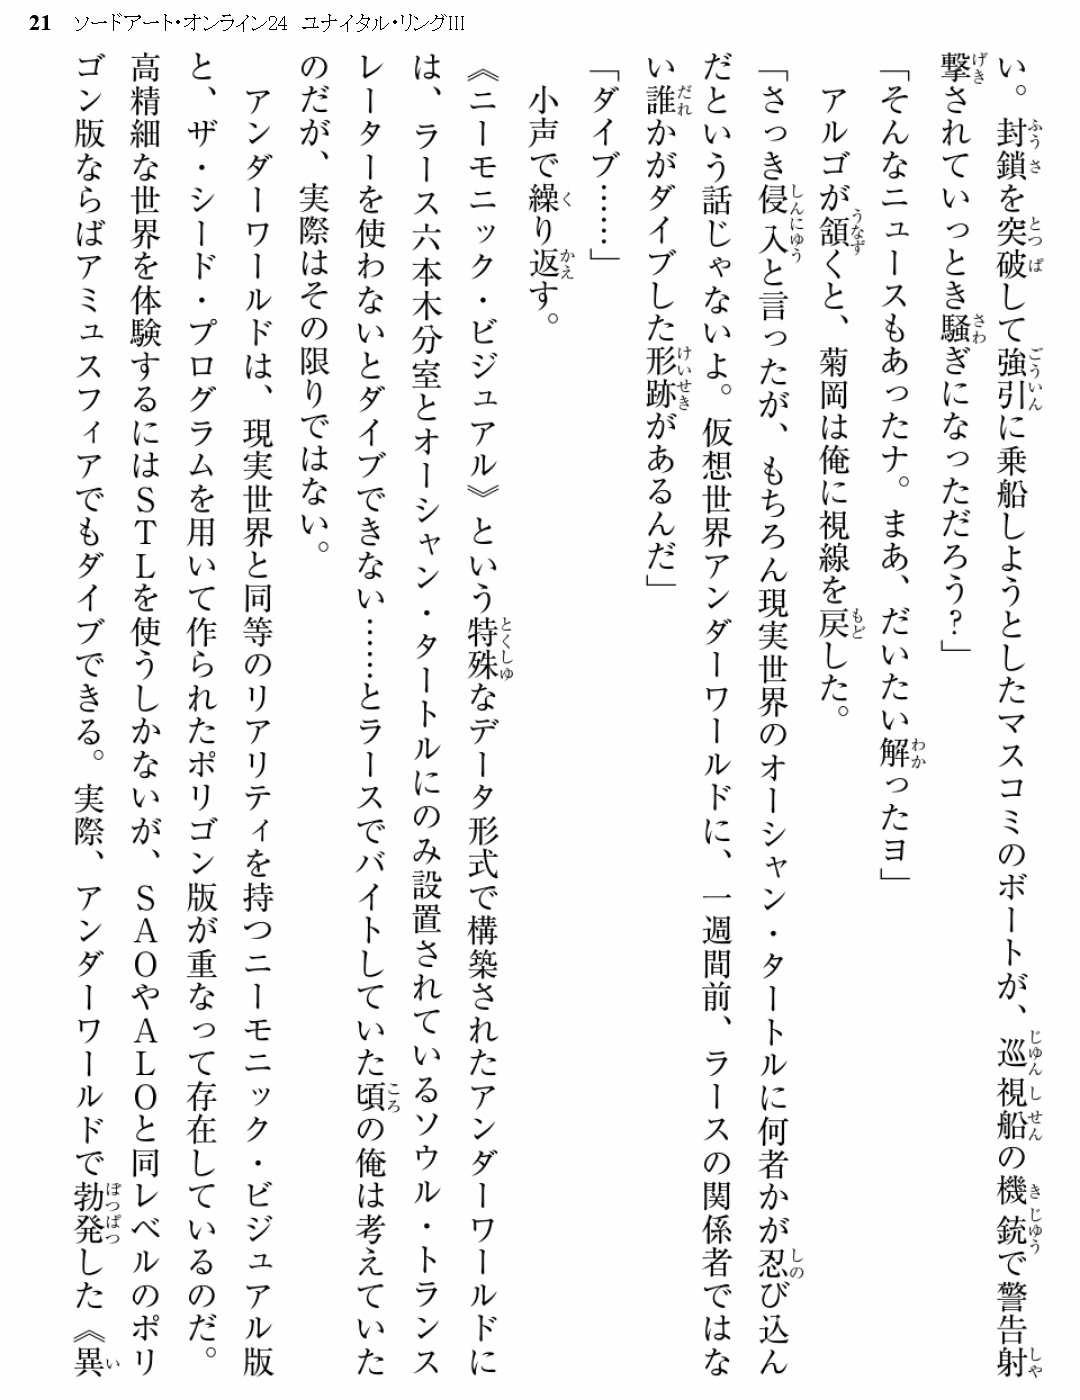 21 ソードアート・オンライン24 ユナイタル・リングIII
い。封鎖を突破して強引に乗船しようとしたマスコミのボートが、巡視船の機銃で警告射
撃されていっとき騒ぎになっただろう？」
「そんなニュースもあったナ。まあ、だいたい解ったヨ」
アルゴが頷くと、菊岡は俺に視線を戻した。
「さっき侵入と言ったが、もちろん現実世界のオーシャン・タートルに何者かが忍び込ん
だという話じゃないよ。仮想世界アンダーワールドに、一週間前、ラースの関係者ではな
い誰かがダイブした形跡があるんだ」
「ダイブ……」
小声で繰り返す。
《ニーモニック・ビジュアル》という特殊なデータ形式で構築されたアンダーワールドに
は、ラース六本木分室とオーシャン・タートルにのみ設置されているソウル・トランス
レーターを使わないとダイブできない……とラースでバイトしていた頃の俺は考えていた
のだが、実際はその限りではない。
アンダーワールドは、現実世界と同等のリアリティを持つニーモニック・ビジュアル版
と、ザ・シード・プログラムを用いて作られたポリゴン版が重なって存在しているのだ。
高精細な世界を体験するにはＳＴＬを使うしかないが、ＳＡＯやＡＬＯと同レベルのポリ
ゴン版ならばアミュスフィアでもダイブできる。実際、アンダーワールドで勃発した《異